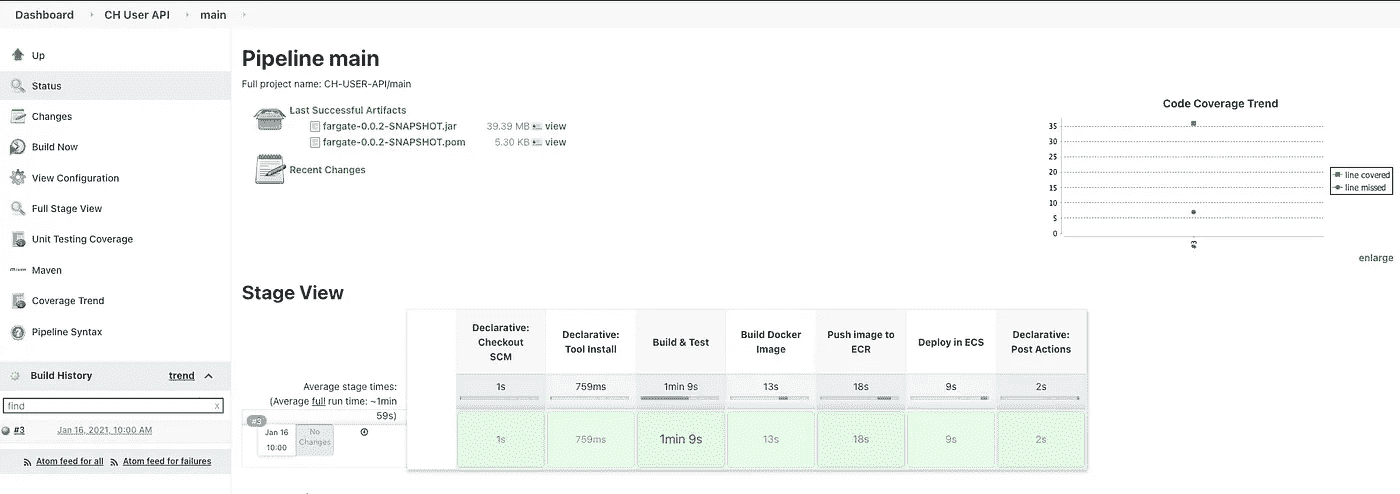 Dashboard
CH User API
main
Up
Status
Changes
Build Now
View Configuration
Full Stage View
Unit Testing Coverage
Maven
Coverage Trend
Pipeline Syntax
Build History trend
find x
#3 Jan 16, 2021, 10:00 AM
Atom feed for all Atom feed for failures
Pipeline main
Full project name: CH-USER-API/main
Last Successful Artifacts
fargate-0.0.2-SNAPSHOT.jar 39.39 MB view
fargate-0.0.2-SNAPSHOT.pom 5.30 KB view
Recent Changes
Code Coverage Trend
35
30
25
20
15
10
5
0
#3
line covered
line missed
enlarge
Stage View
Declarative:
Checkout
SCM
Declarative:
Tool Install
Build & Test
Build Docker
Image
Push image to
ECR
Deploy in ECS
Declarative:
Post Actions
Average stage times:
(Average full run time: ~1min
59s)
1s 759ms 1min 9s 13s 18s 9s 2s
#3
Jan 16
10:00
No
Changes
1s 759ms 1min 9s 13s 18s 9s 2s